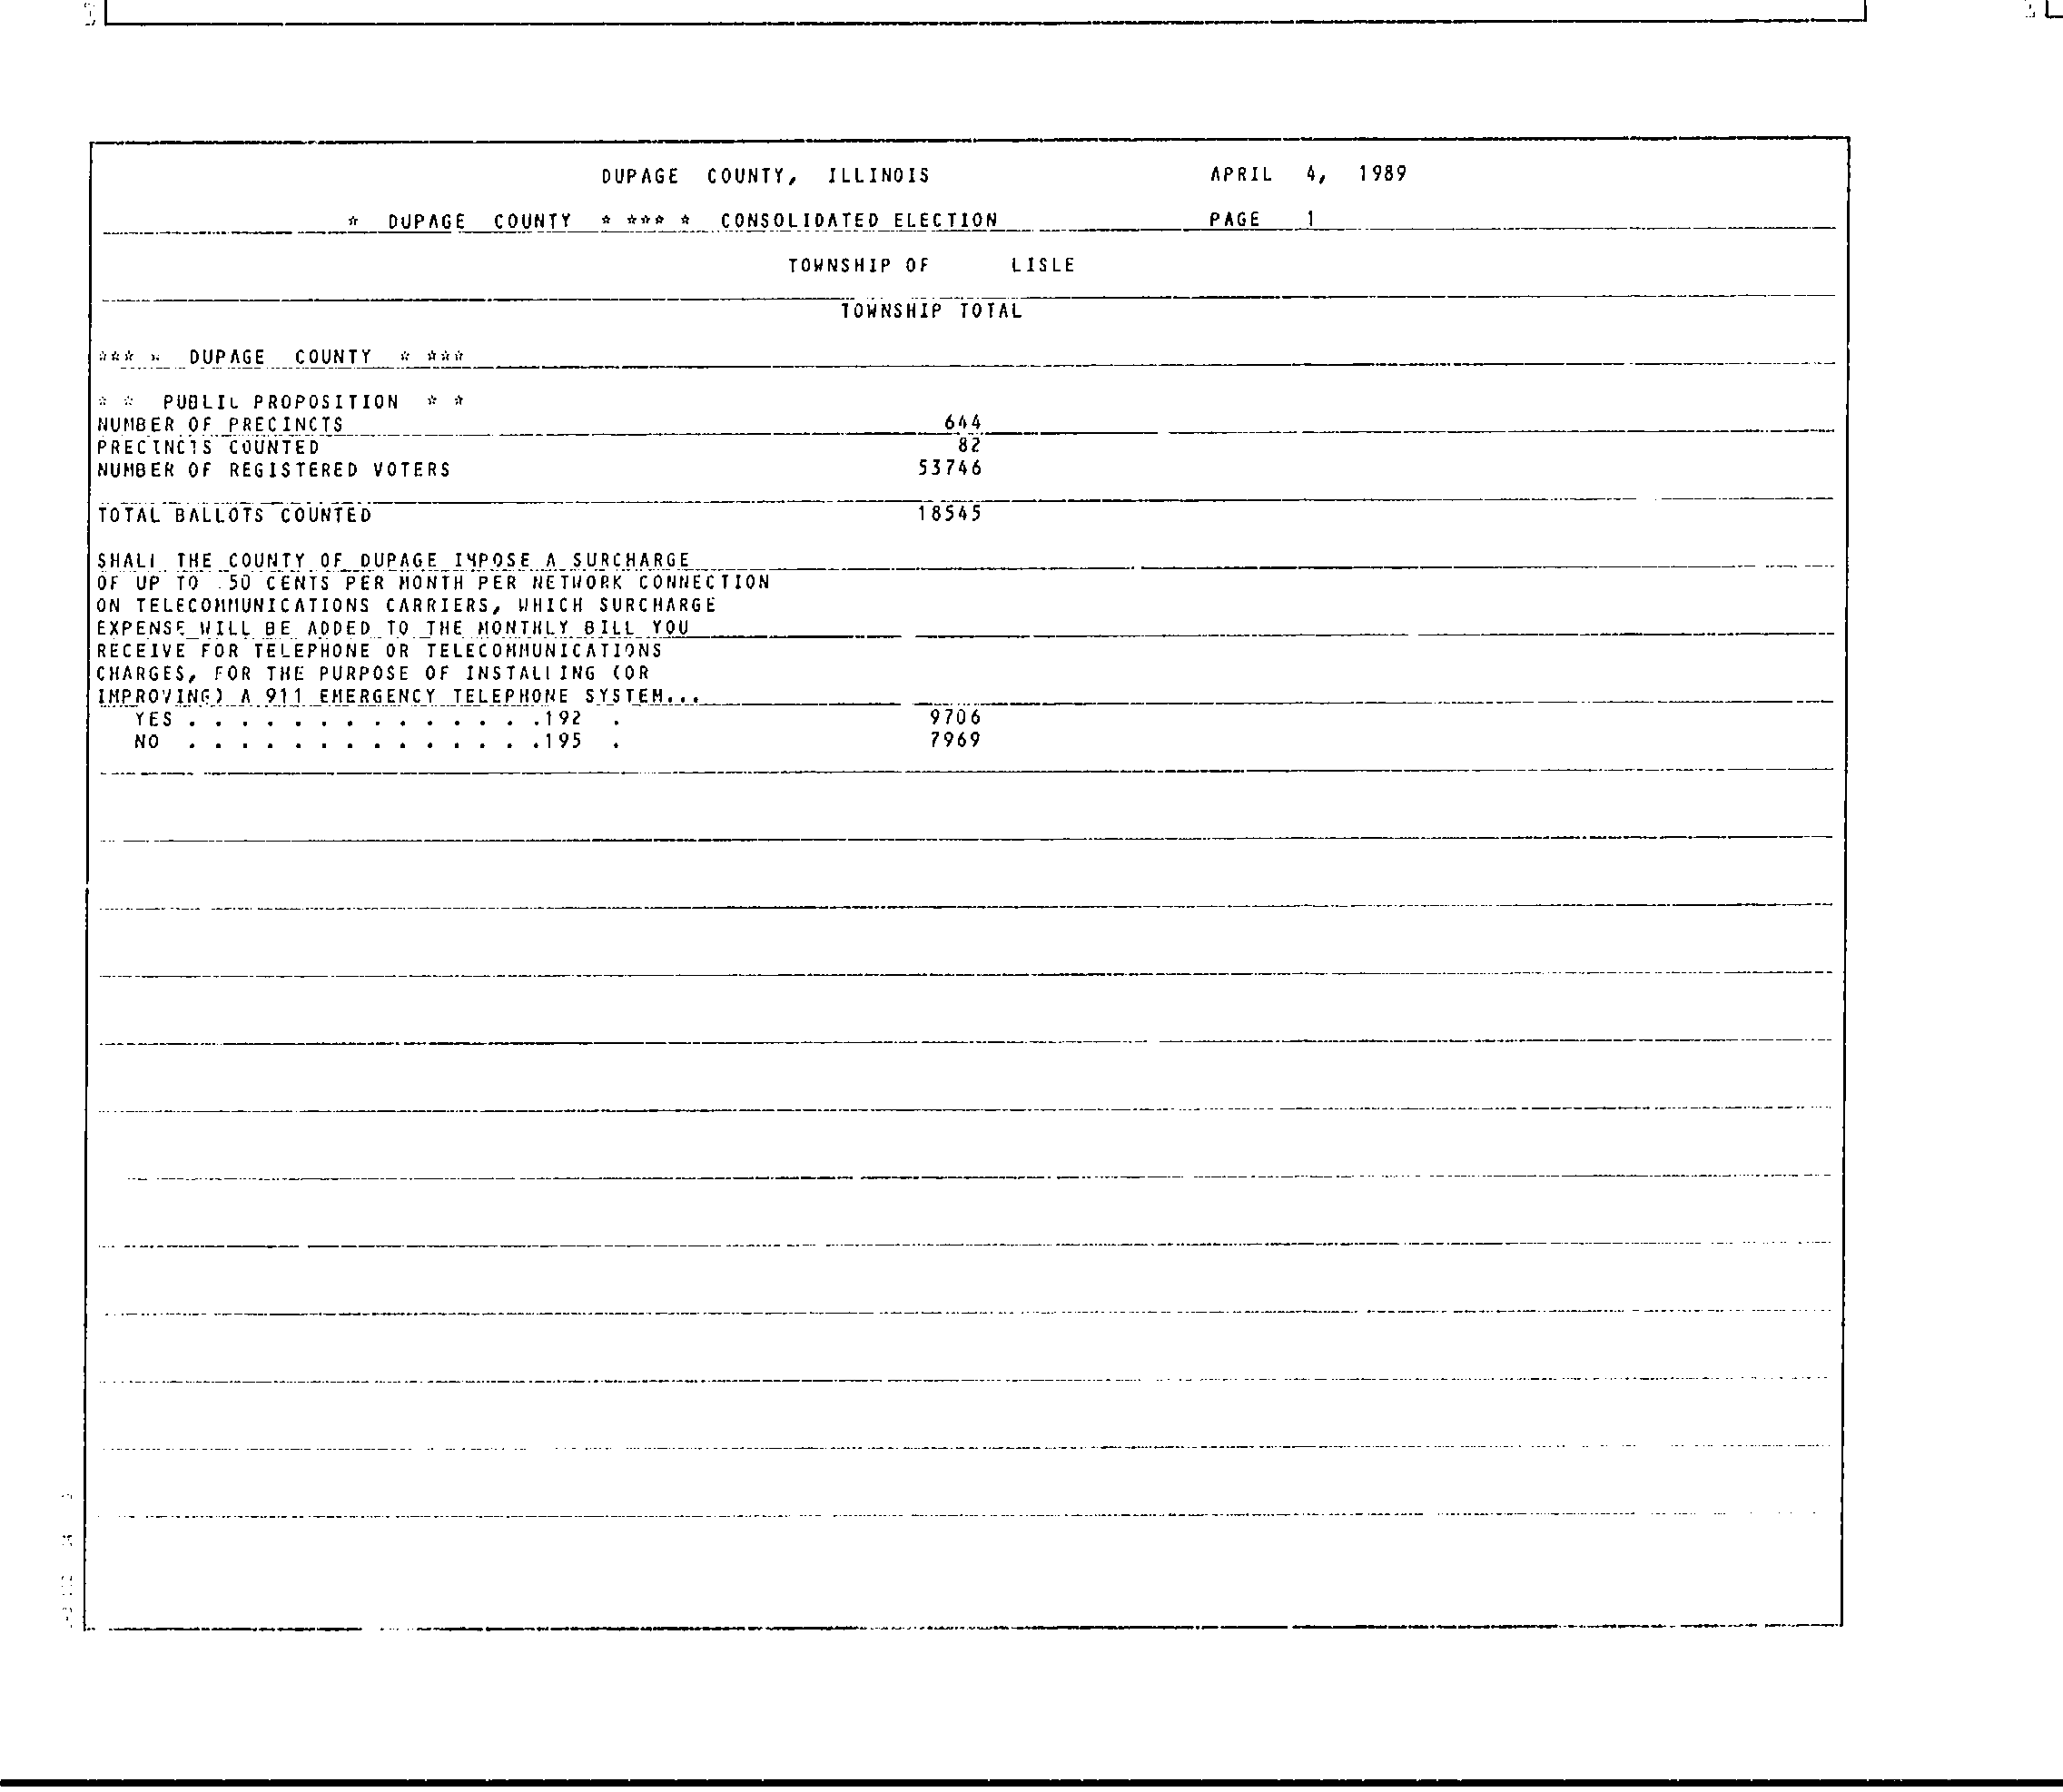 DUPAGE COUNTY, ILLINOIS APRIL 4, 1989
* DUPAGE COUNTY * *** * CONSOLIDATED ELECTION PAGE 1
TOWNSHIP OF LISLE
TOWNSHIP TOTAL
*** * DUPAGE COUNTY * ***
* * PUBLIC PROPOSITION * *
NUMBER OF PRECINCTS 644
PRECINCTS COUNTED 82
NUMBER OF REGISTERED VOTERS 53746
TOTAL BALLOTS COUNTED 18545
SHALL THE COUNTY OF DUPAGE IMPOSE A SURCHARGE
OF UP TO .50 CENTS PER MONTH PER NETWORK CONNECTION
ON TELECOMMUNICATIONS CARRIERS, WHICH SURCHARGE
EXPENSE WILL BE ADDED TO THE MONTHLY BILL YOU
RECEIVE FOR TELEPHONE OR TELECOMMUNICATIONS
CHARGES, FOR THE PURPOSE OF INSTALLING (OR
IMPROVING) A 911 EMERGENCY TELEPHONE SYSTEM...
YES . . . . . . . . . . . . . .192 . 9706
NO . . . . . . . . . . . . . .195 . 7969